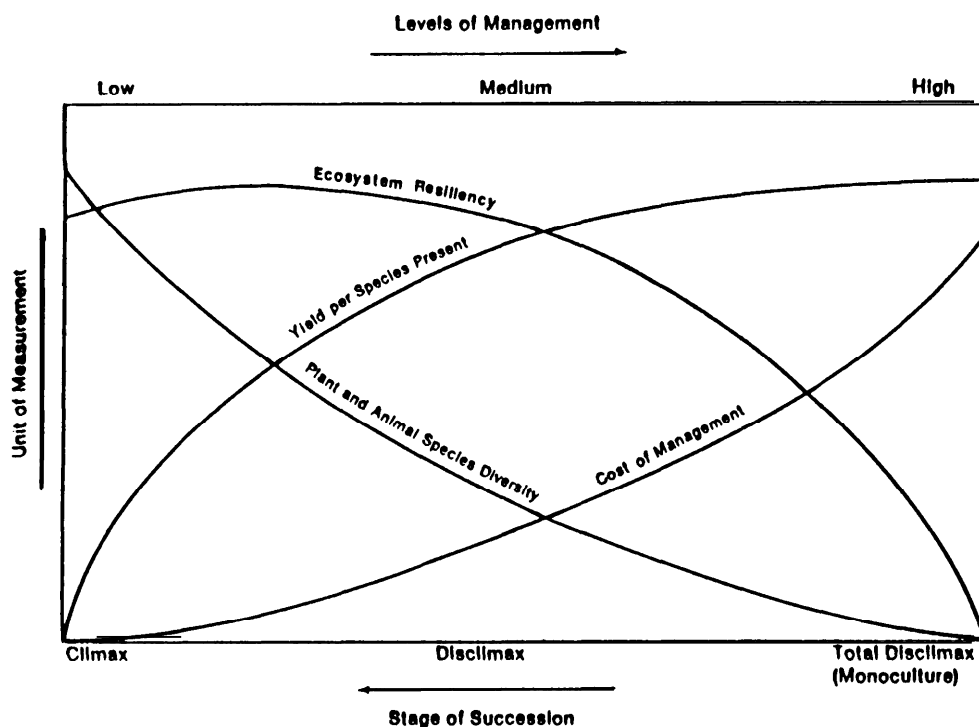 Levels of Management
Low Medium High
Ecosystem Resiliency
Yield per Species Present
Plant and Animal Species Diversity
Cost of Management
Unit of Measurement
Climax Disclimax Total Disclimax
(Monoculture)
Stage of Succession